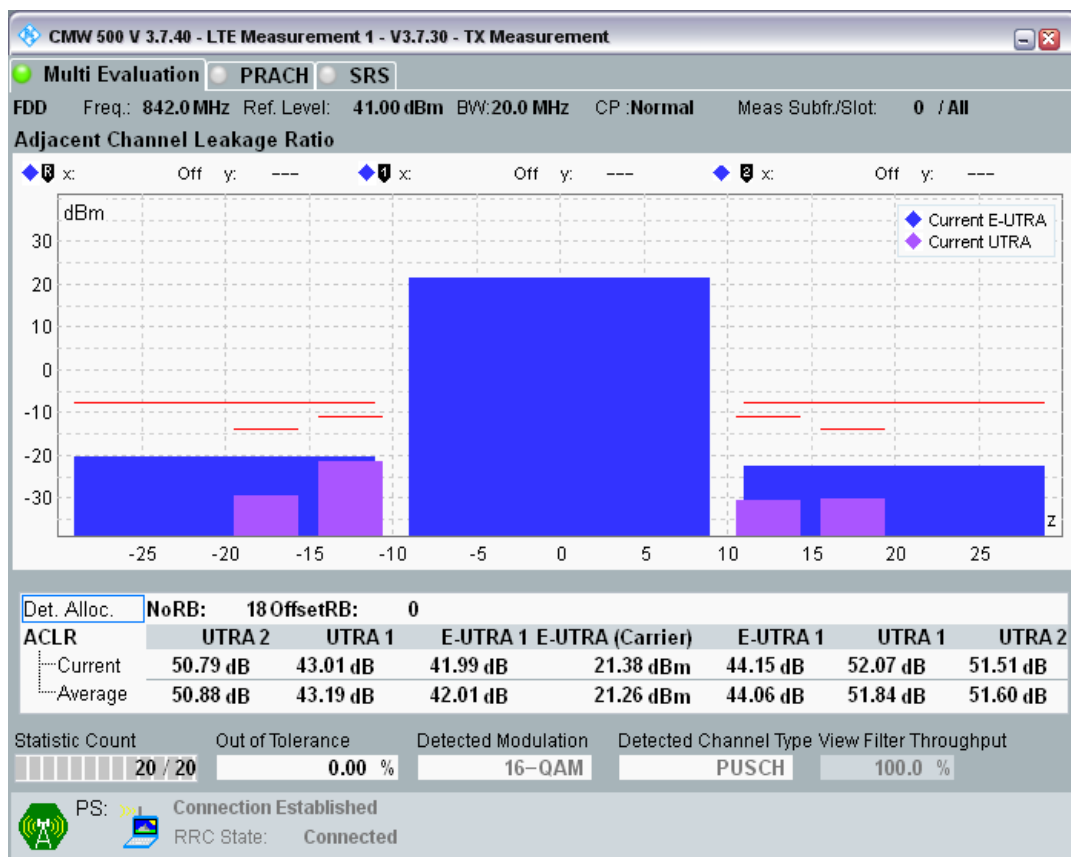 CMW 500 V 3.7.40 - LTE Measurement 1 - V3.7.30 - TX Measurement
Multi Evaluation PRACH SRS
FDD Freq.: 842.0 MHz Ref. Level: 41.00 dBm BW:20.0 MHz CP :Normal Meas Subfr./Slot: 0 / All
Adjacent Channel Leakage Ratio
R x: Off y: --- 1 x: Off y: --- 2 x: Off y: ---
dBm
Current E-UTRA
Current UTRA
30
20
10
0
-10
-20
-30
z
-25 -20 -15 -10 -5 0 5 10 15 20 25
Det. Alloc. NoRB: 18 OffsetRB: 0
ACLR UTRA 2 UTRA 1 E-UTRA 1 E-UTRA (Carrier) E-UTRA 1 UTRA 1 UTRA 2
Current 50.79 dB 43.01 dB 41.99 dB 21.38 dBm 44.15 dB 52.07 dB 51.51 dB
Average 50.88 dB 43.19 dB 42.01 dB 21.26 dBm 44.06 dB 51.84 dB 51.60 dB
Statistic Count Out of Tolerance Detected Modulation Detected Channel Type View Filter Throughput
20 / 20 0.00 % 16-QAM PUSCH 100.0 %
PS: Connection Established
RRC State: Connected